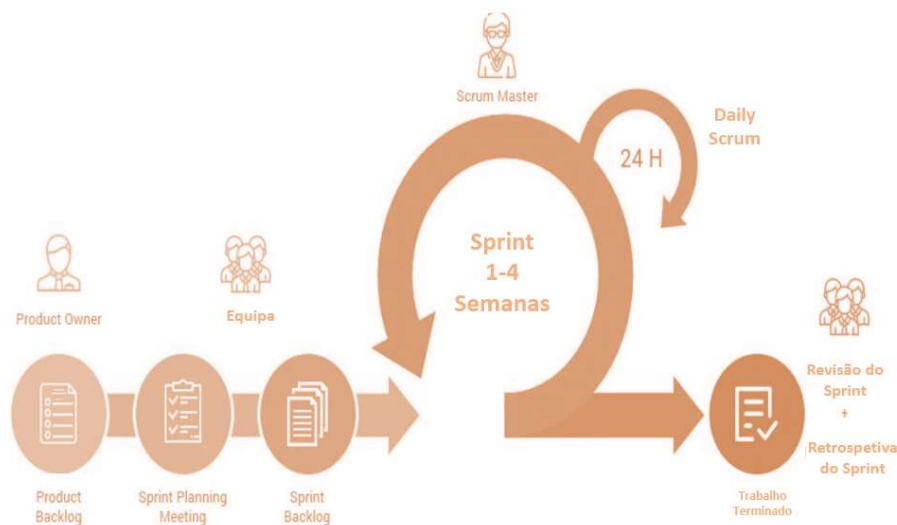 Scrum Master
Daily
Scrum
24 H
Sprint
1-4
Semanas
Product Owner
Equipa
Revisão do
Sprint
+
Retrospetiva
do Sprint
Product
Backlog
Sprint Planning
Meeting
Sprint
Backlog
Trabalho
Terminado